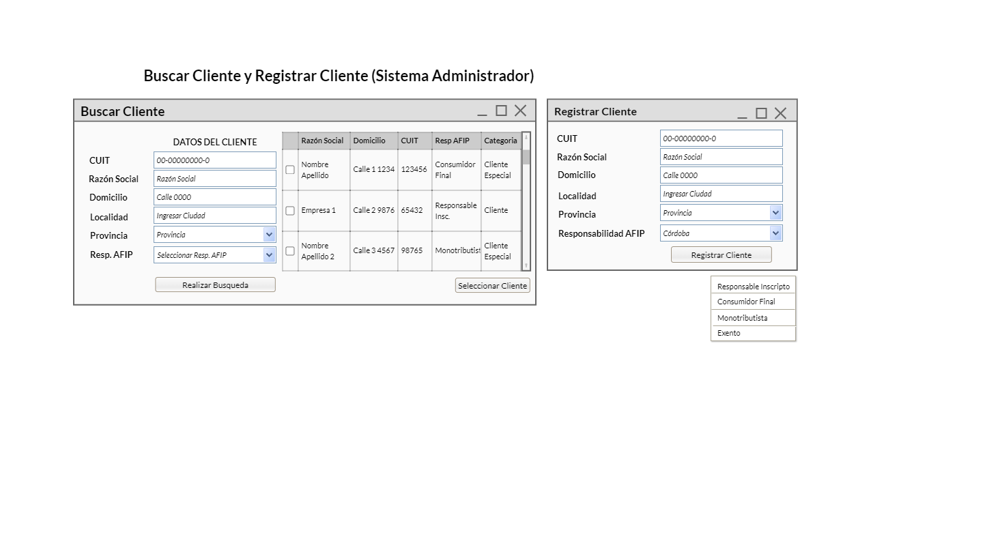 Buscar Cliente y Registrar Cliente (Sistema Administrador)
Buscar Cliente
DATOS DEL CLIENTE
CUIT 00-00000000-0
Razón Social Razón Social
Domicilio Calle 0000
Localidad Ingresar Ciudad
Provincia Provincia
Resp. AFIP Seleccionar Resp. AFIP
Realizar Busqueda
Razón Social Domicilio CUIT Resp AFIP Categoria
Nombre
Apellido
Calle 1 1234
123456
Consumidor
Final
Cliente
Especial
Empresa 1
Calle 2 9876
65432
Responsable
Insc.
Cliente
Nombre
Apellido 2
Calle 3 4567
98765
Monotributist
Cliente
Especial
Seleccionar Cliente
Registrar Cliente
CUIT 00-00000000-0
Razón Social Razón Social
Domicilio Calle 0000
Localidad Ingresar Ciudad
Provincia Provincia
Responsabilidad AFIP Córdoba
Registrar Cliente
Responsable Inscripto
Consumidor Final
Monotributista
Exento